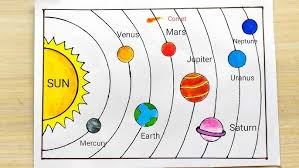 Comet
Venus
Mars
Neptune
Jupiter
Uranus
SUN
Mercury
Earth
Saturn